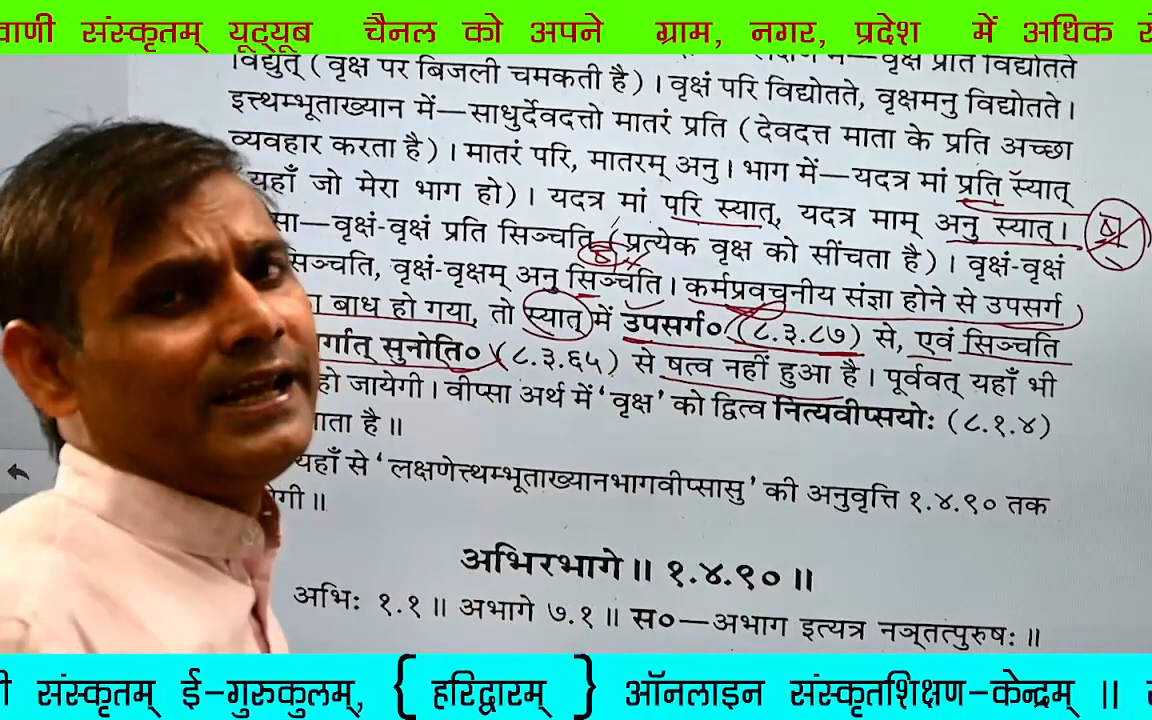 वाणी संस्कृतम् यूट्यूब चैनल को अपने ग्राम, नगर, प्रदेश में अधिक
विद्युत् ( वृक्ष पर बिजली चमकती है ) । वृक्षं परि विद्योतते, वृक्षमनु विद्योतते ।
इत्त्थम्भूताख्यान में—साधुर्देवदत्तो मातरं प्रति ( देवदत्त माता के प्रति अच्छा
व्यवहार करता है ) । मातरं परि, मातरम् अनु । भाग में—यदत्र मां प्रति स्यात्
यहाँ जो मेरा भाग हो ) । यदत्र मां परि स्यात्, यदत्र माम् अनु स्यात् ।
सा—वृक्षं-वृक्षं प्रति सिञ्चति ( प्रत्येक वृक्ष को सींचता है ) । वृक्षं-वृक्षं
सिञ्चति, वृक्षं-वृक्षम् अनु सिञ्चति । कर्मप्रवचनीय संज्ञा होने से उपसर्ग
बाध हो गया, तो स्यात् में उपसर्ग० ( ८.३.८७ ) से, एवं सिञ्चति
र्गात् सुनोति० ( ८.३.६५ ) से षत्व नहीं हुआ है । पूर्ववत् यहाँ भी
हो जायेगी । वीप्सा अर्थ में ' वृक्ष ' को द्वित्व नित्यवीप्सयोः ( ८.१.४ )
ाता है ॥
यहाँ से ' लक्षणेत्त्थम्भूताख्यानभागवीप्सासु ' की अनुवृत्ति १.४.९० तक
ेगी ॥
अभिरभागे ॥ १.४.९० ॥
अभिः १.१ ॥ अभागे ७.१ ॥ स०—अभाग इत्यत्र नञ्तत्पुरुषः ॥
संस्कृतम् ई-गुरुकुलम्, { हरिद्वारम् } ऑनलाइन संस्कृतशिक्षण-केन्द्रम् ॥